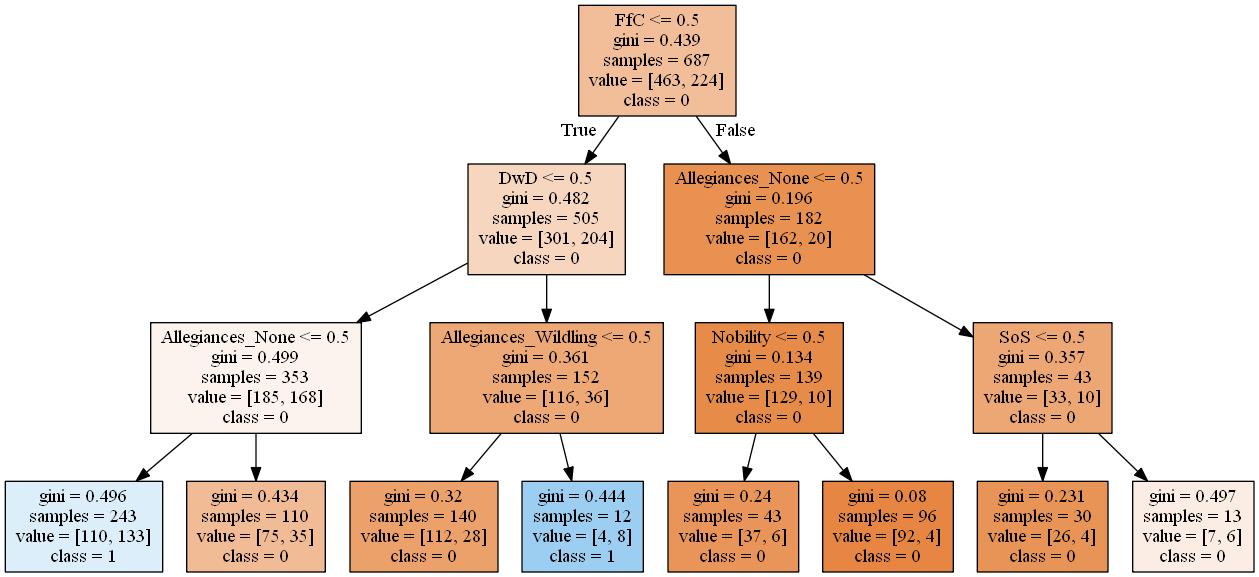 FfC <= 0.5
gini = 0.439
samples = 687
value = [463, 224]
class = 0
True
False
DwD <= 0.5
gini = 0.482
samples = 505
value = [301, 204]
class = 0
Allegiances_None <= 0.5
gini = 0.196
samples = 182
value = [162, 20]
class = 0
Allegiances_None <= 0.5
gini = 0.499
samples = 353
value = [185, 168]
class = 0
Allegiances_Wildling <= 0.5
gini = 0.361
samples = 152
value = [116, 36]
class = 0
Nobility <= 0.5
gini = 0.134
samples = 139
value = [129, 10]
class = 0
SoS <= 0.5
gini = 0.357
samples = 43
value = [33, 10]
class = 0
gini = 0.496
samples = 243
value = [110, 133]
class = 1
gini = 0.434
samples = 110
value = [75, 35]
class = 0
gini = 0.32
samples = 140
value = [112, 28]
class = 0
gini = 0.444
samples = 12
value = [4, 8]
class = 1
gini = 0.24
samples = 43
value = [37, 6]
class = 0
gini = 0.08
samples = 96
value = [92, 4]
class = 0
gini = 0.231
samples = 30
value = [26, 4]
class = 0
gini = 0.497
samples = 13
value = [7, 6]
class = 0